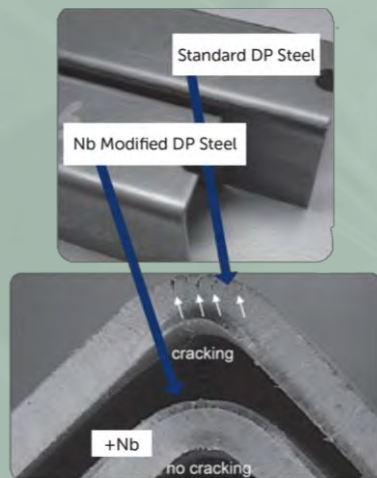 Standard DP Steel
Nb Modified DP Steel
cracking
+Nb
no cracking